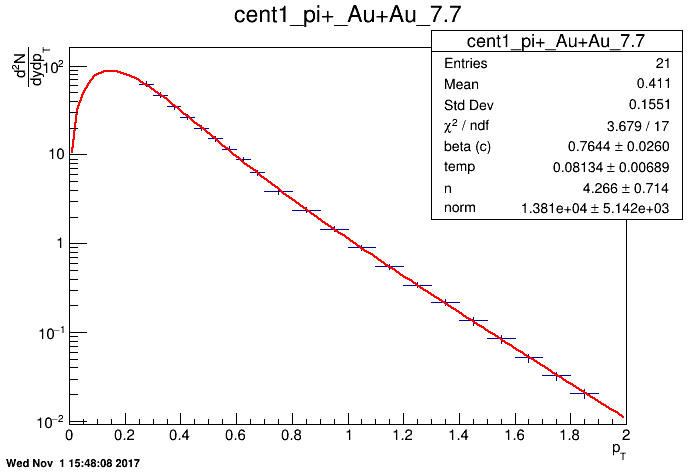 cent1_pi+_Au+Au_7.7
cent1_pi+_Au+Au_7.7
Entries 21
Mean 0.411
Std Dev 0.1551
χ² / ndf 3.679 / 17
beta (c) 0.7644 ± 0.0260
temp 0.08134 ± 0.00689
n 4.266 ± 0.714
norm 1.381e+04 ± 5.142e+03
d²N
dydp_T
10²
10
1
10⁻¹
10⁻²
0 0.2 0.4 0.6 0.8 1 1.2 1.4 1.6 1.8 2
p_T
Wed Nov 1 15:48:08 2017